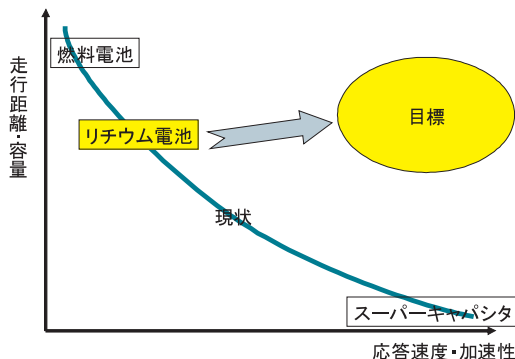 走行距離・容量
燃料電池
リチウム電池
目標
現状
スーパーキャパシタ
応答速度・加速性